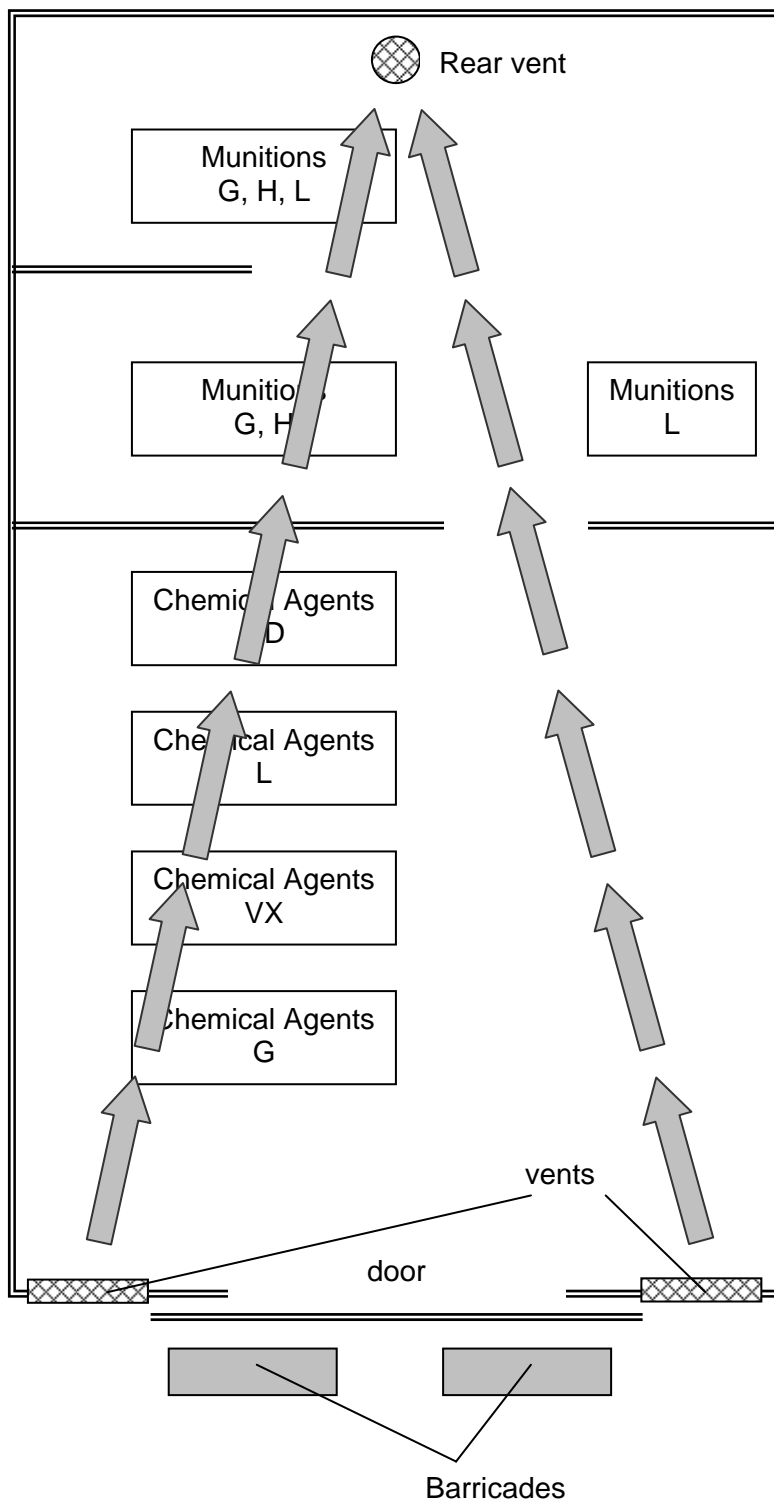 Rear vent
Munitions
G, H, L
Munitions
G, H
Munitions
L
Chemical Agents
Chemical Agents
L
Chemical Agents
VX
Chemical Agents
G
vents
door
Barricades